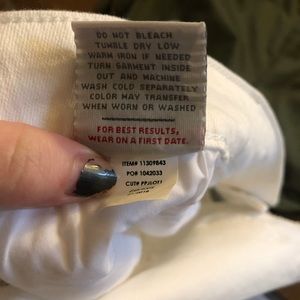 DO NOT BLEACH
TUMBLE DRY LOW
WARM IRON IF NEEDED
TURN GARMENT INSIDE
OUT AND MACHINE
WASH COLD SEPARATELY
COLOR MAY TRANSFER
WHEN WORN OR WASHED
FOR BEST RESULTS,
WEAR ON A FIRST DATE.
ITEM# 11309843
PO# 1042033
CUT#